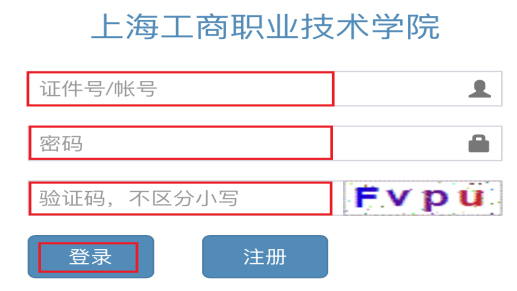 上海工商职业技术学院
证件号/帐号
密码
验证码，不区分小写
Fvpu
登录 注册